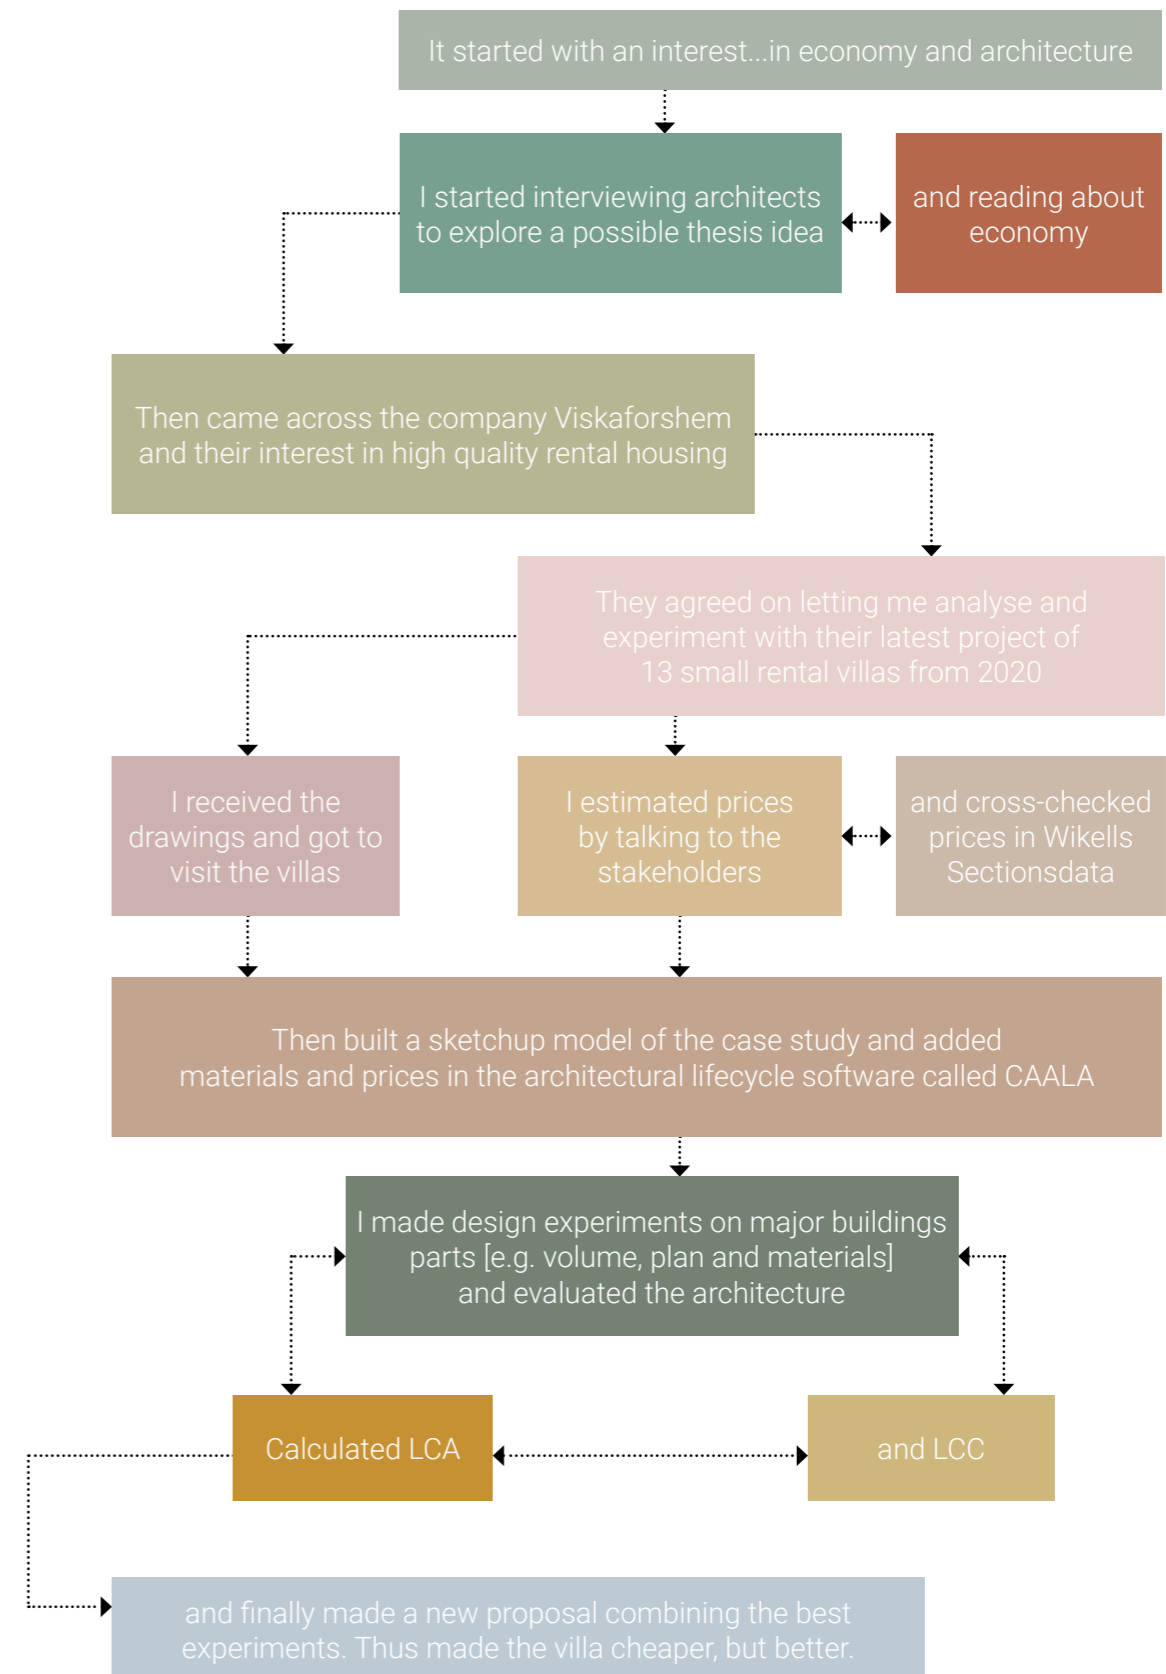 It started with an interest...in economy and architecture
I started interviewing architects
to explore a possible thesis idea
and reading about
economy
Then came across the company Viskaforshem
and their interest in high quality rental housing
They agreed on letting me analyse and
experiment with their latest project of
13 small rental villas from 2020
I received the
drawings and got to
visit the villas
I estimated prices
by talking to the
stakeholders
and cross-checked
prices in Wikells
Sectionsdata
Then built a sketchup model of the case study and added
materials and prices in the architectural lifecycle software called CAALA
I made design experiments on major buildings
parts [e.g. volume, plan and materials]
and evaluated the architecture
Calculated LCA
and LCC
and finally made a new proposal combining the best
experiments. Thus made the villa cheaper, but better.